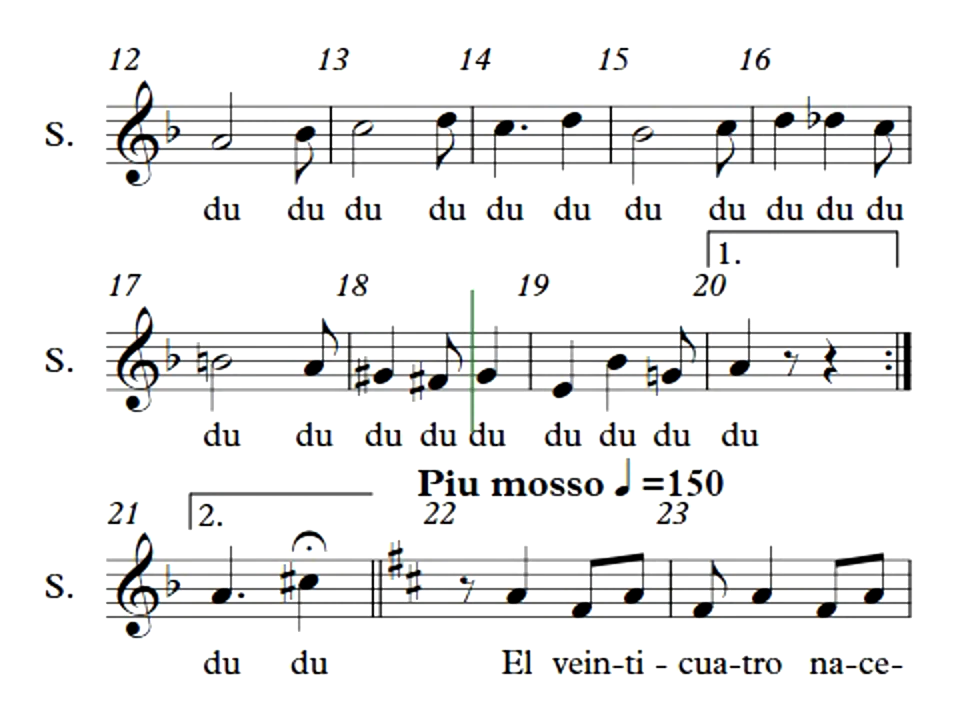 12 13 14 15 16
S.
du du du du du du du du du du du
1.
17 18 19 20
S.
du du du du du du du du du
Piu mosso ♩=150
2.
21 22 23
S.
du du El vein-ti - cua-tro na-ce-